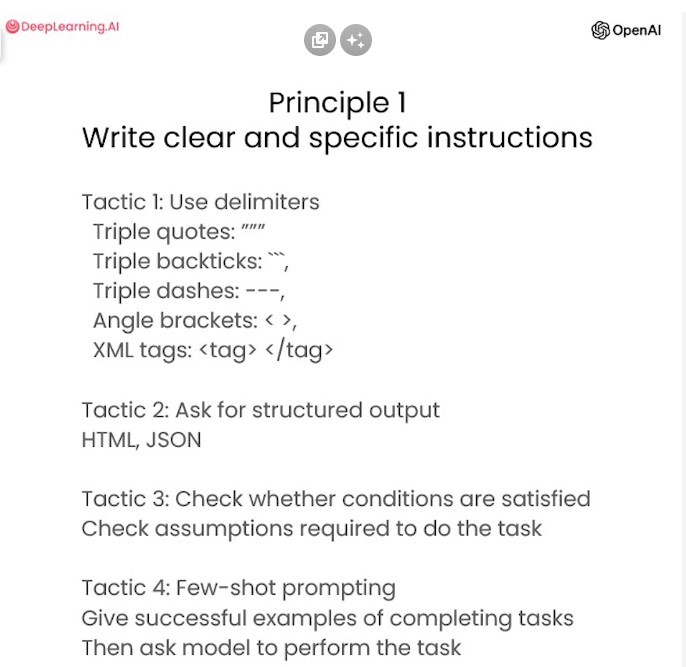 DeepLearning.AI
OpenAI
Principle 1
Write clear and specific instructions
Tactic 1: Use delimiters
Triple quotes: """
Triple backticks: ```,
Triple dashes: ---,
Angle brackets: < >,
XML tags: <tag> </tag>
Tactic 2: Ask for structured output
HTML, JSON
Tactic 3: Check whether conditions are satisfied
Check assumptions required to do the task
Tactic 4: Few-shot prompting
Give successful examples of completing tasks
Then ask model to perform the task